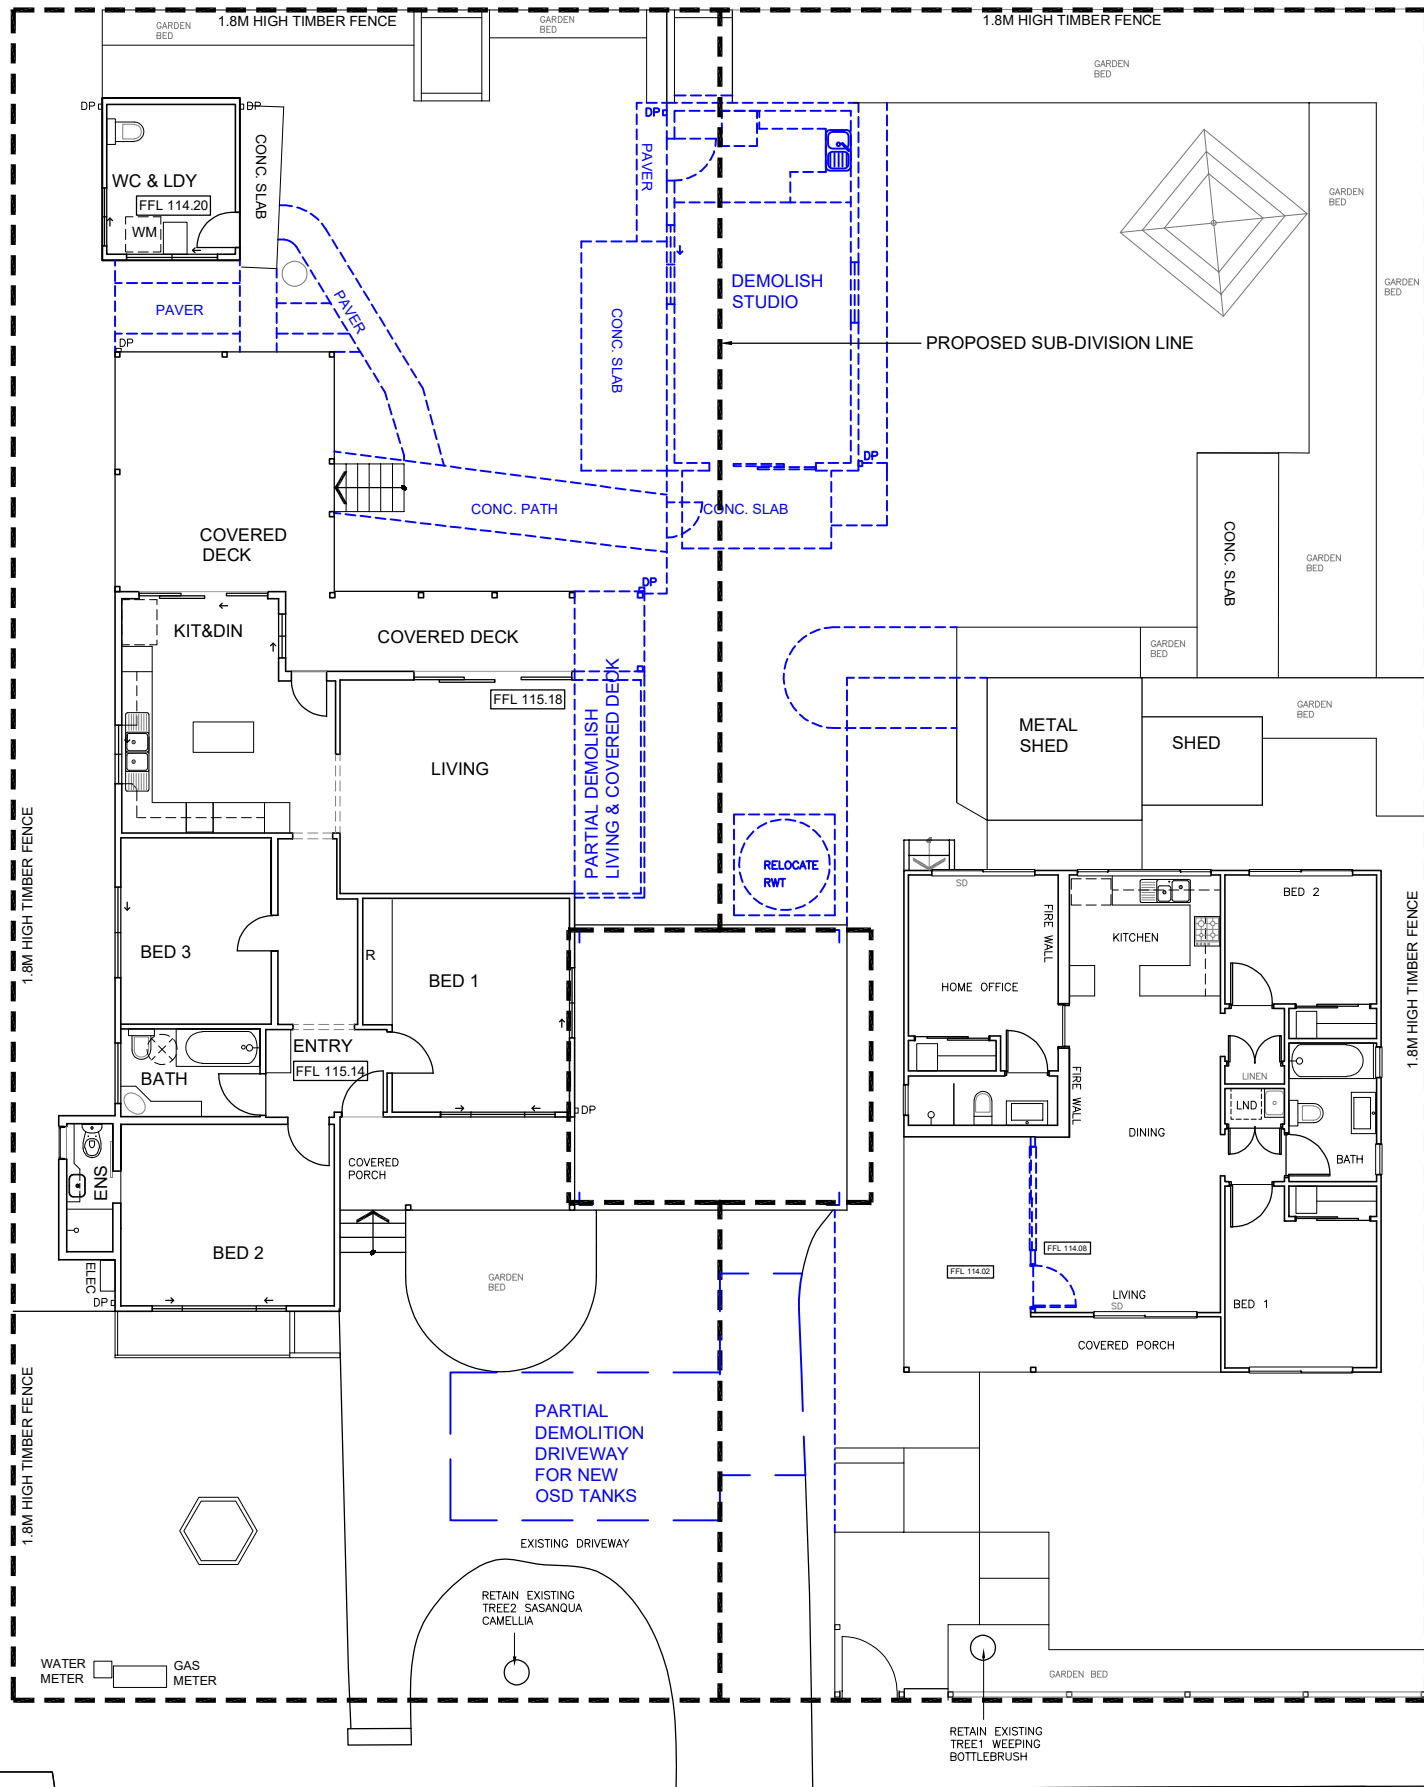 1.8M HIGH TIMBER FENCE
1.8M HIGH TIMBER FENCE
GARDEN
BED
GARDEN
BED
GARDEN
BED
DP
DP
DP
CONC. SLAB
WC & LDY
FFL 114.20
WM
PAVER
GARDEN
BED
PAVER
PAVER
DP
CONC. SLAB
DEMOLISH
STUDIO
GARDEN
BED
PROPOSED SUB-DIVISION LINE
DP
CONC. PATH
CONC. SLAB
COVERED
DECK
CONC. SLAB
GARDEN
BED
DP
KIT&DIN
COVERED DECK
GARDEN
BED
FFL 115.18
PARTIAL DEMOLISH
LIVING & COVERED DECK
GARDEN
BED
METAL
SHED
SHED
LIVING
1.8M HIGH TIMBER FENCE
RELOCATE
RWT
SD
BED 2
1.8M HIGH TIMBER FENCE
FIRE WALL
KITCHEN
BED 3
R
BED 1
HOME OFFICE
ENTRY
FFL 115.14
BATH
LINEN
FIRE WALL
LND
DP
DINING
BATH
COVERED
PORCH
ENS
BED 2
FFL 114.08
FFL 114.02
ELEC
DP
GARDEN
BED
LIVING
SD
BED 1
COVERED PORCH
1.8M HIGH TIMBER FENCE
PARTIAL
DEMOLITION
DRIVEWAY
FOR NEW
OSD TANKS
EXISTING DRIVEWAY
RETAIN EXISTING
TREE2 SASANQUA
CAMELLIA
WATER
METER
GAS
METER
GARDEN BED
RETAIN EXISTING
TREE1 WEEPING
BOTTLEBRUSH